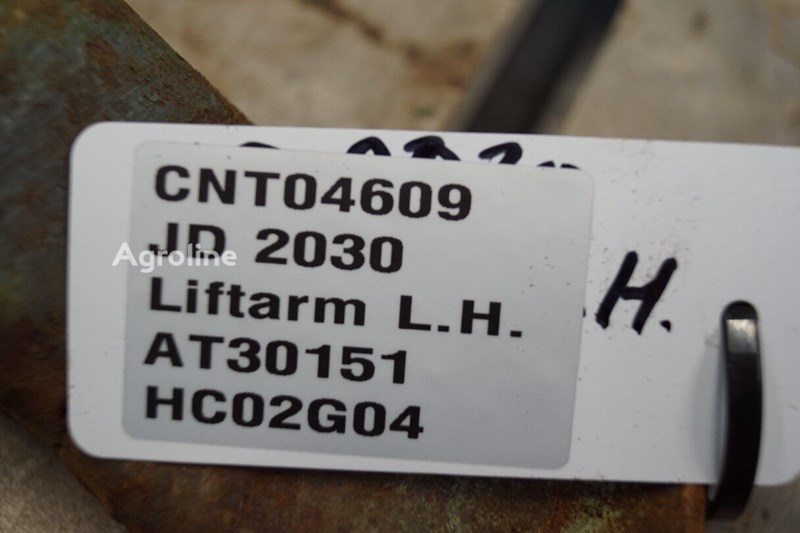 CNT04609
JD 2030
Agroline
Liftarm L.H.
.H.
AT30151
HC02G04